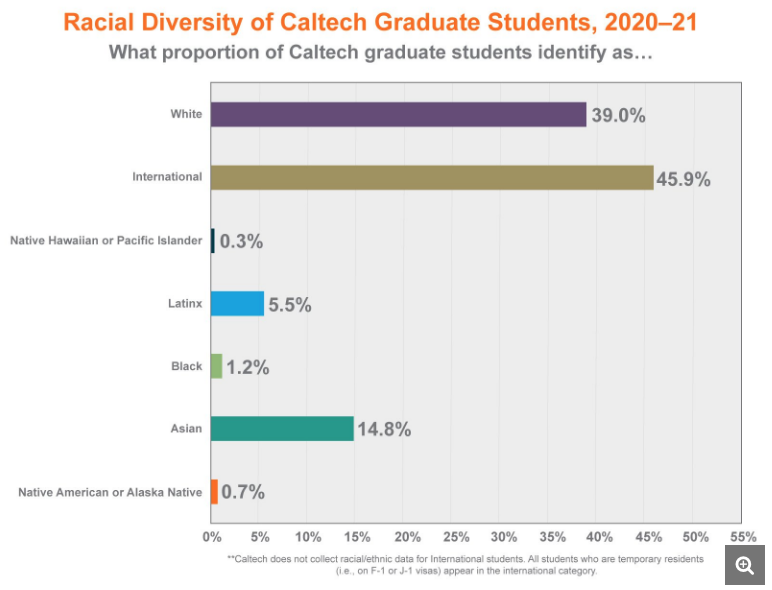 Racial Diversity of Caltech Graduate Students, 2020–21
What proportion of Caltech graduate students identify as…
White
39.0%
International
45.9%
Native Hawaiian or Pacific Islander
0.3%
Latinx
5.5%
Black
1.2%
Asian
14.8%
Native American or Alaska Native
0.7%
0% 5% 10% 15% 20% 25% 30% 35% 40% 45% 50% 55%
**Caltech does not collect racial/ethnic data for International students. All students who are temporary residents
(i.e., on F-1 or J-1 visas) appear in the international category.